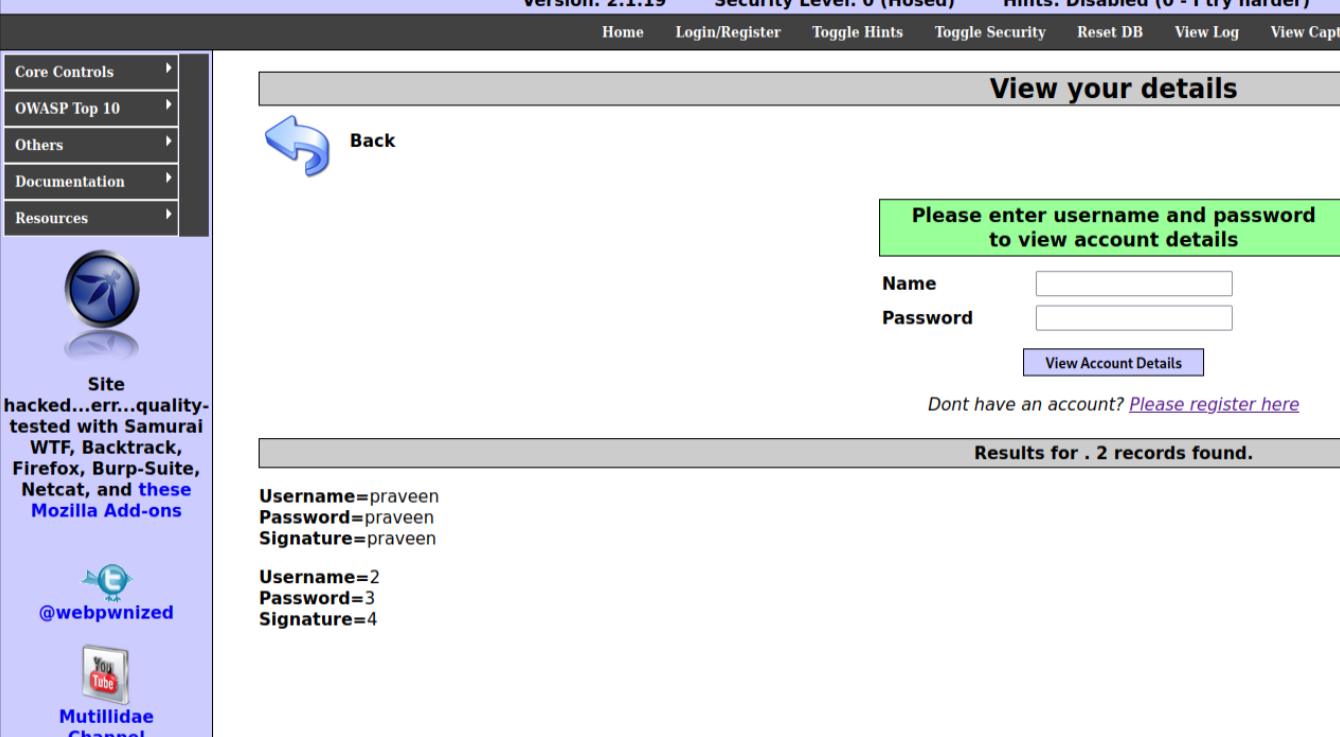 Version: 2.1.19 Security Level: 0 (Hosed) Hints: Disabled (0 - I try harder)
Home Login/Register Toggle Hints Toggle Security Reset DB View Log View Capt
Core Controls
OWASP Top 10
Others
Documentation
Resources
Site
hacked...err...quality-
tested with Samurai
WTF, Backtrack,
Firefox, Burp-Suite,
Netcat, and these
Mozilla Add-ons
@webpwnized
You
Tube
Mutillidae
Channel
View your details
Back
Please enter username and password
to view account details
Name
Password
View Account Details
Dont have an account? Please register here
Results for . 2 records found.
Username=praveen
Password=praveen
Signature=praveen
Username=2
Password=3
Signature=4